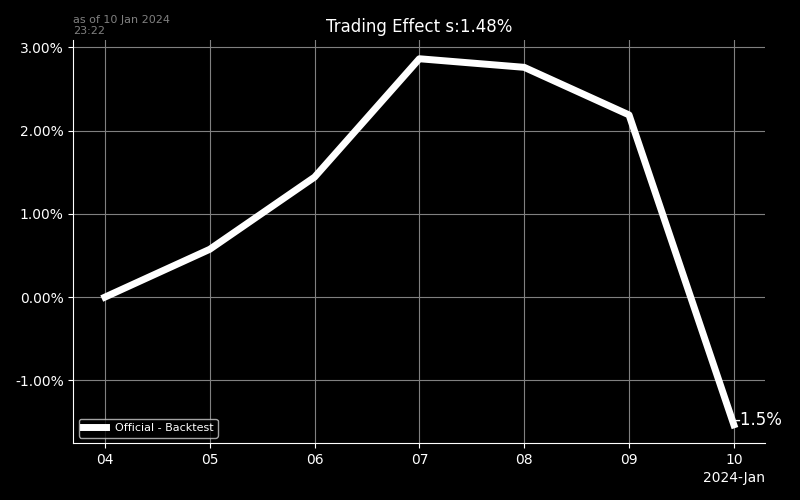 as of 10 Jan 2024
23:22
Trading Effect s:1.48%
3.00%
2.00%
1.00%
0.00%
-1.00%
-1.5%
Official - Backtest
04 05 06 07 08 09 10
2024-Jan